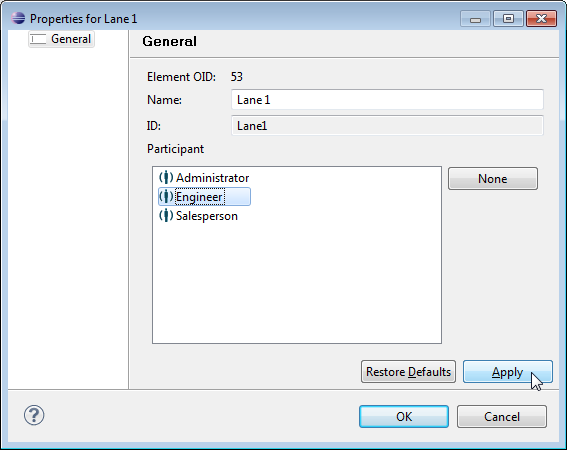 Properties for Lane 1
General
General
Element OID: 53
Name: Lane 1
ID: Lane1
Participant
Administrator
Engineer
Salesperson
None
Restore Defaults
Apply
?
OK
Cancel